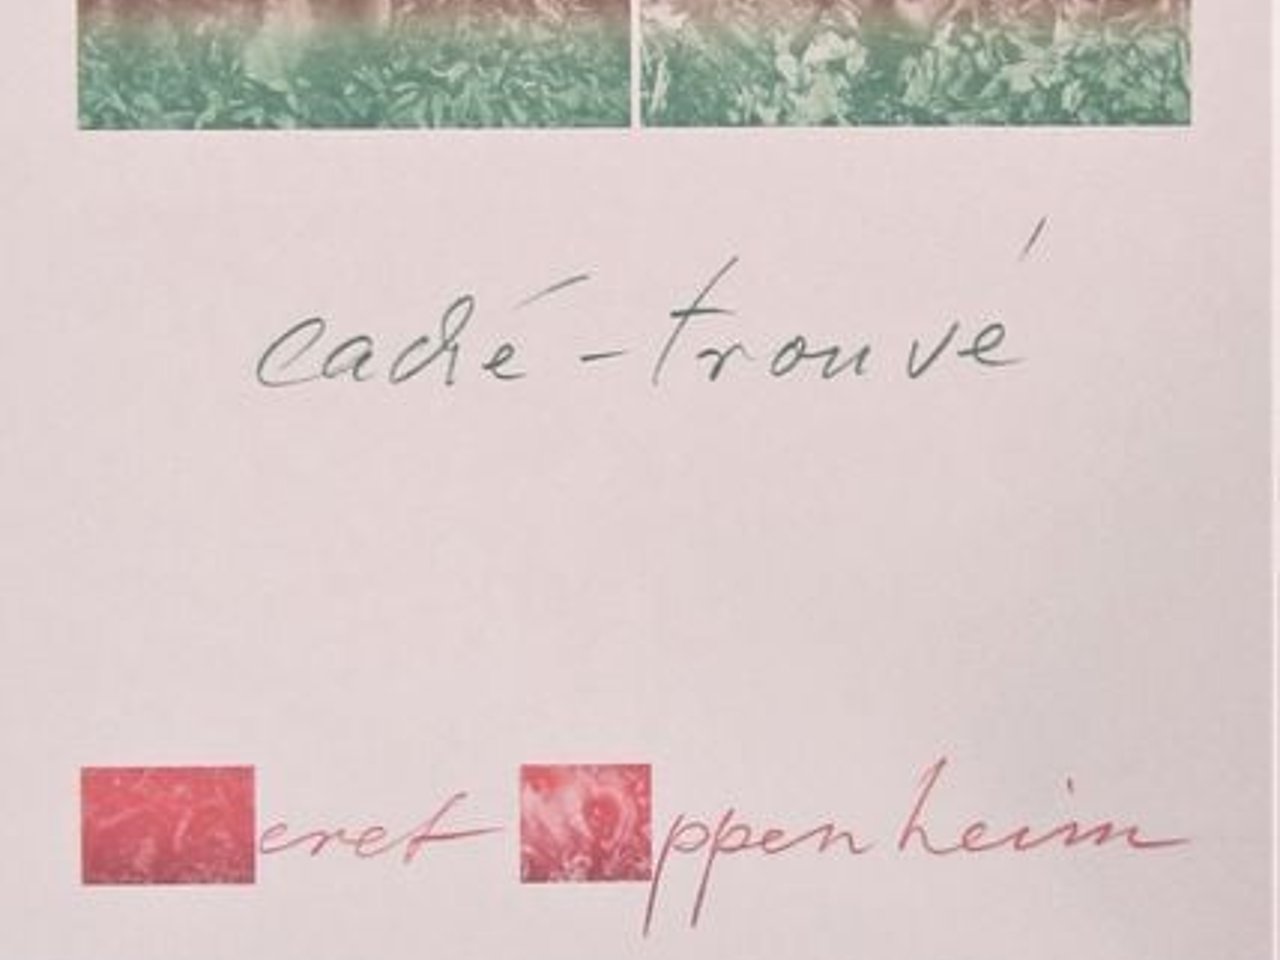 caché-trouvé
eret ppenheim